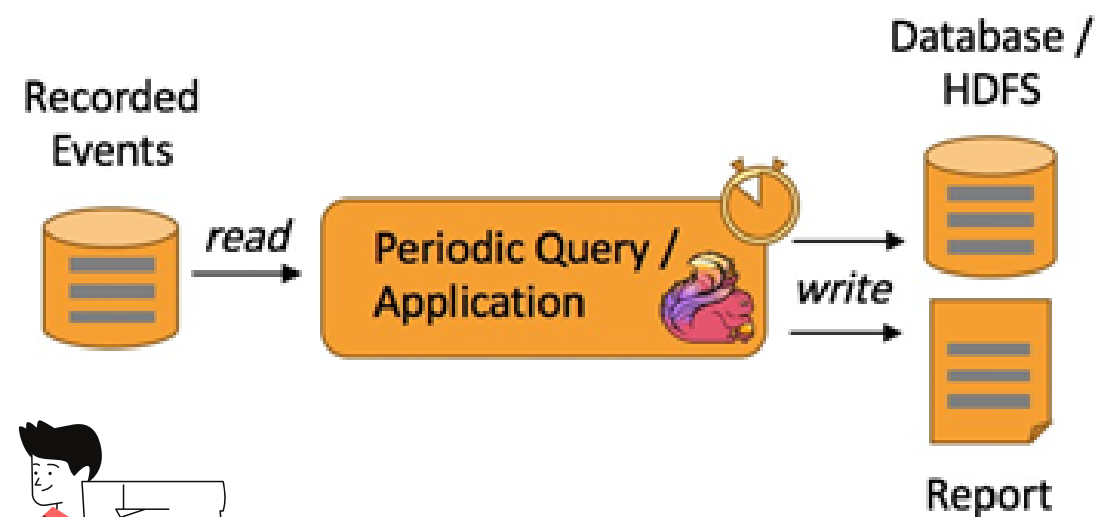 Recorded
Events
read
Periodic Query /
Application
write
Database /
HDFS
Report